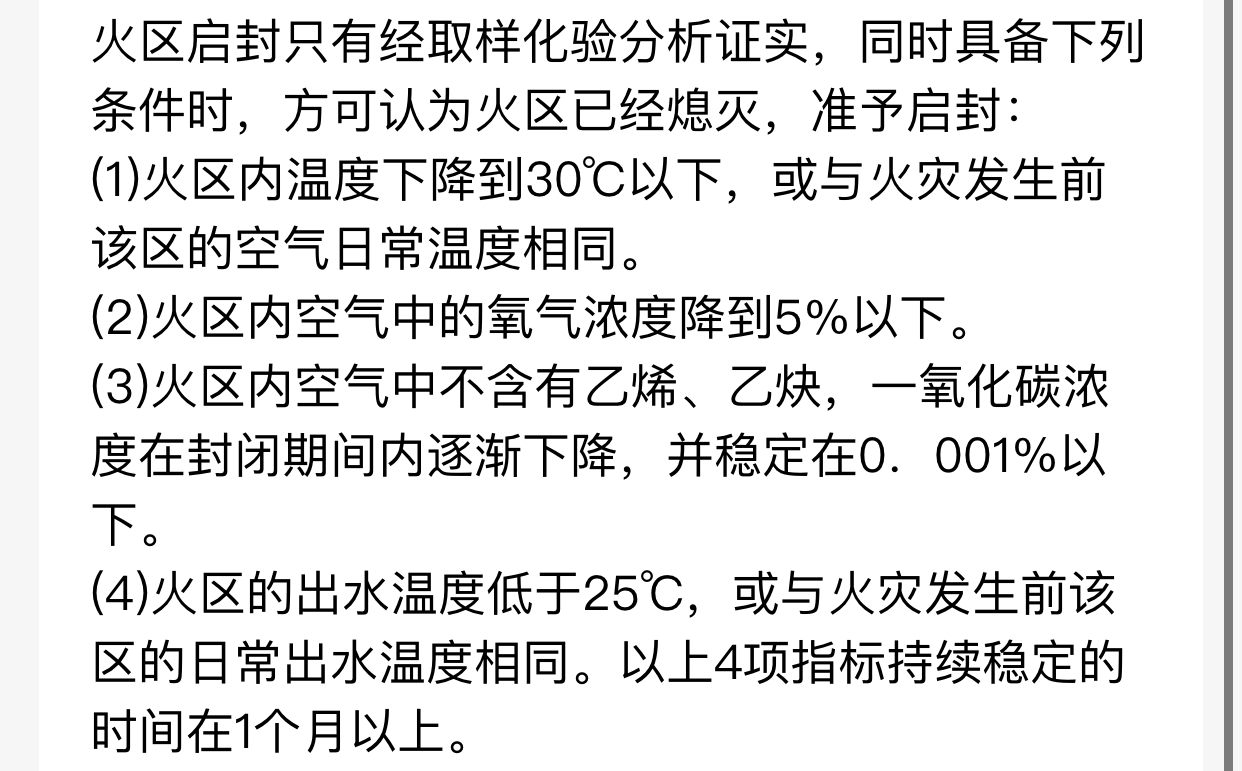 火区启封只有经取样化验分析证实，同时具备下列
条件时，方可认为火区已经熄灭，准予启封：
(1)火区内温度下降到30℃以下，或与火灾发生前
该区的空气日常温度相同。
(2)火区内空气中的氧气浓度降到5%以下。
(3)火区内空气中不含有乙烯、乙炔，一氧化碳浓
度在封闭期间内逐渐下降，并稳定在0．001%以
下。
(4)火区的出水温度低于25℃，或与火灾发生前该
区的日常出水温度相同。以上4项指标持续稳定的
时间在1个月以上。